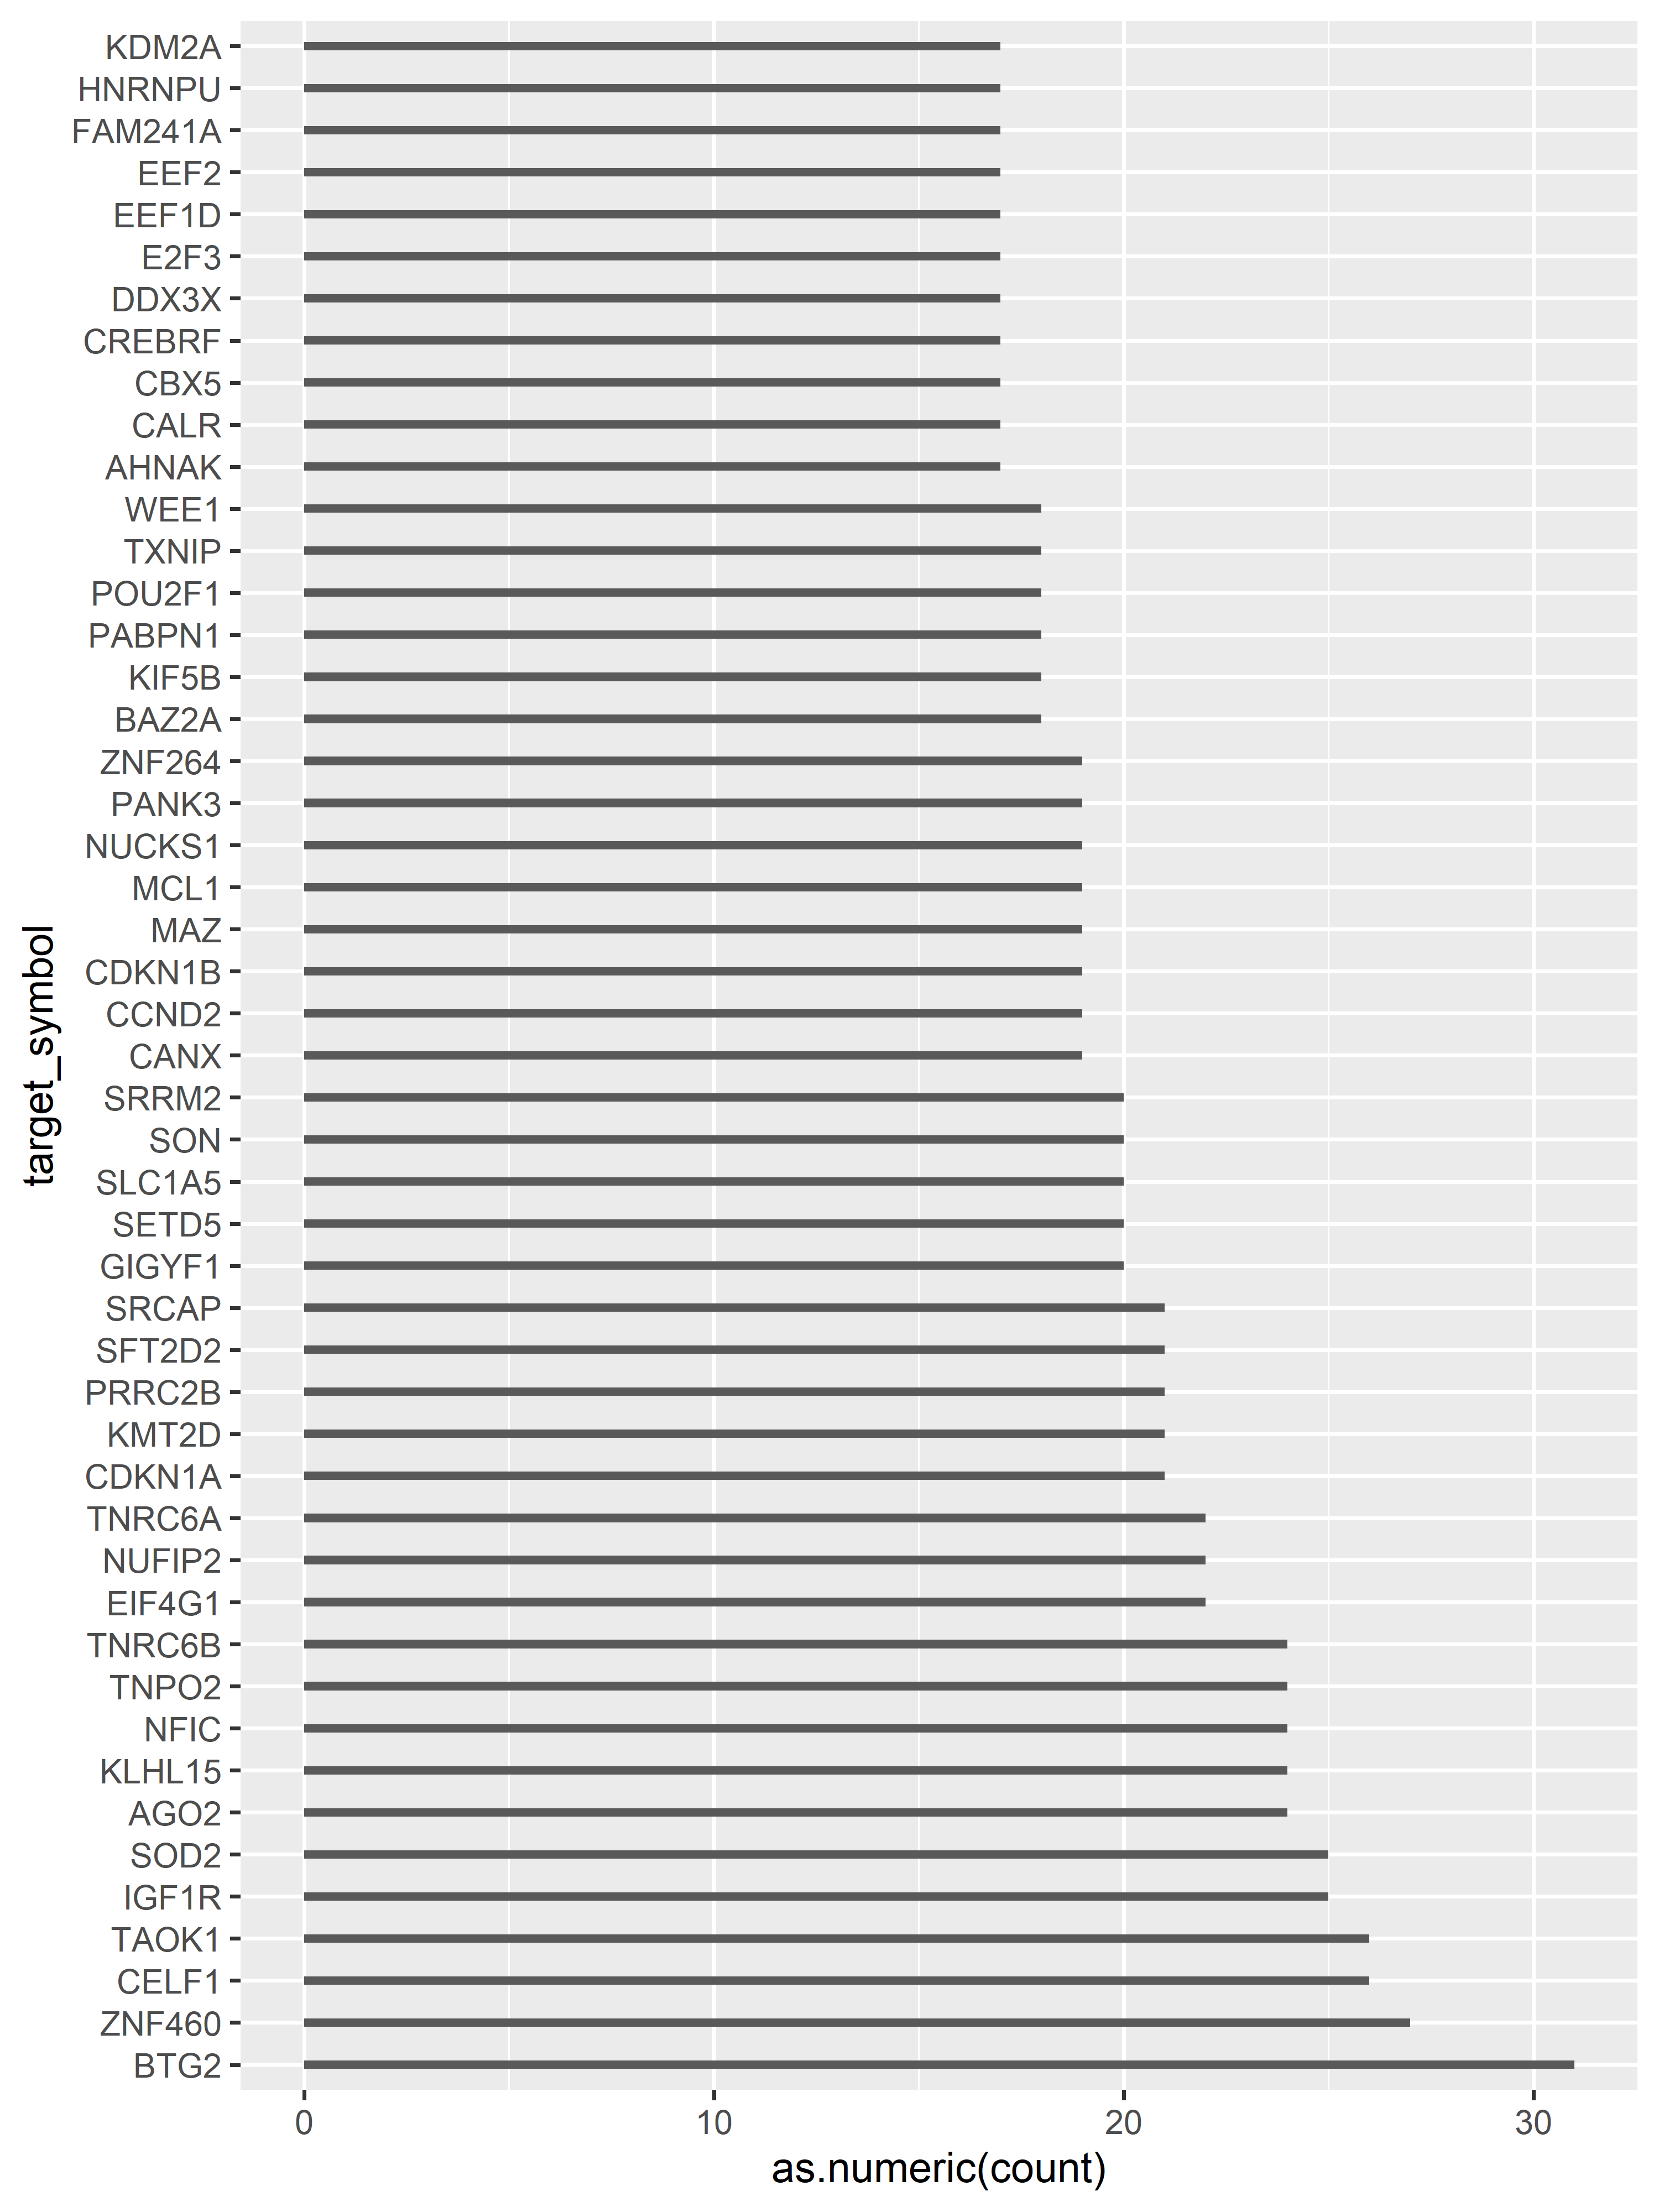 KDM2A
HNRNPU
FAM241A
EEF2
EEF1D
E2F3
DDX3X
CREBRF
CBX5
CALR
AHNAK
WEE1
TXNIP
POU2F1
PABPN1
KIF5B
BAZ2A
ZNF264
PANK3
NUCKS1
MCL1
MAZ
CDKN1B
CCND2
CANX
SRRM2
SON
SLC1A5
SETD5
GIGYF1
SRCAP
SFT2D2
PRRC2B
KMT2D
CDKN1A
TNRC6A
NUFIP2
EIF4G1
TNRC6B
TNPO2
NFIC
KLHL15
AGO2
SOD2
IGF1R
TAOK1
CELF1
ZNF460
BTG2
target_symbol
0 10 20 30
as.numeric(count)